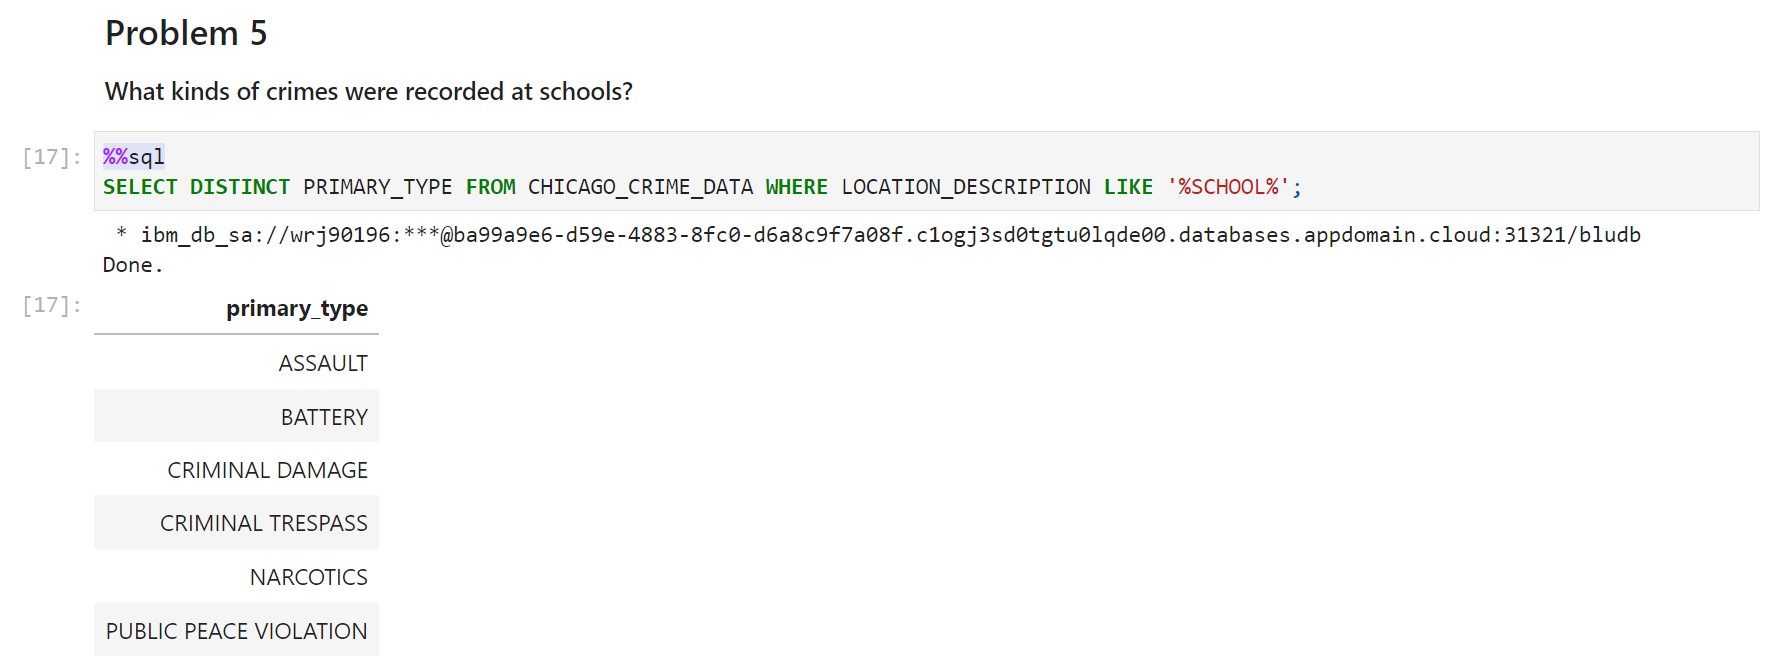 Problem 5
What kinds of crimes were recorded at schools?
[17]: %%sql
SELECT DISTINCT PRIMARY_TYPE FROM CHICAGO_CRIME_DATA WHERE LOCATION_DESCRIPTION LIKE '%SCHOOL%';
* ibm_db_sa://wrj90196:***@ba99a9e6-d59e-4883-8fc0-d6a8c9f7a08f.c1ogj3sd0tgtu0lqde00.databases.appdomain.cloud:31321/bludb
Done.
[17]: primary_type
ASSAULT
BATTERY
CRIMINAL DAMAGE
CRIMINAL TRESPASS
NARCOTICS
PUBLIC PEACE VIOLATION